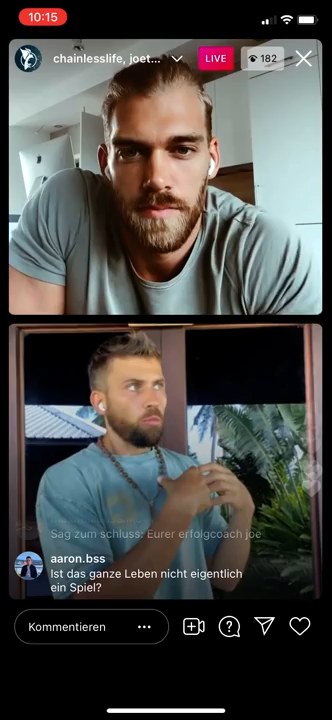 10:15
chainlesslife, joet...
LIVE
182
Sag zum schluss: Eurer erfolgcoach joe
aaron.bss
Ist das ganze Leben nicht eigentlich
ein Spiel?
Kommentieren